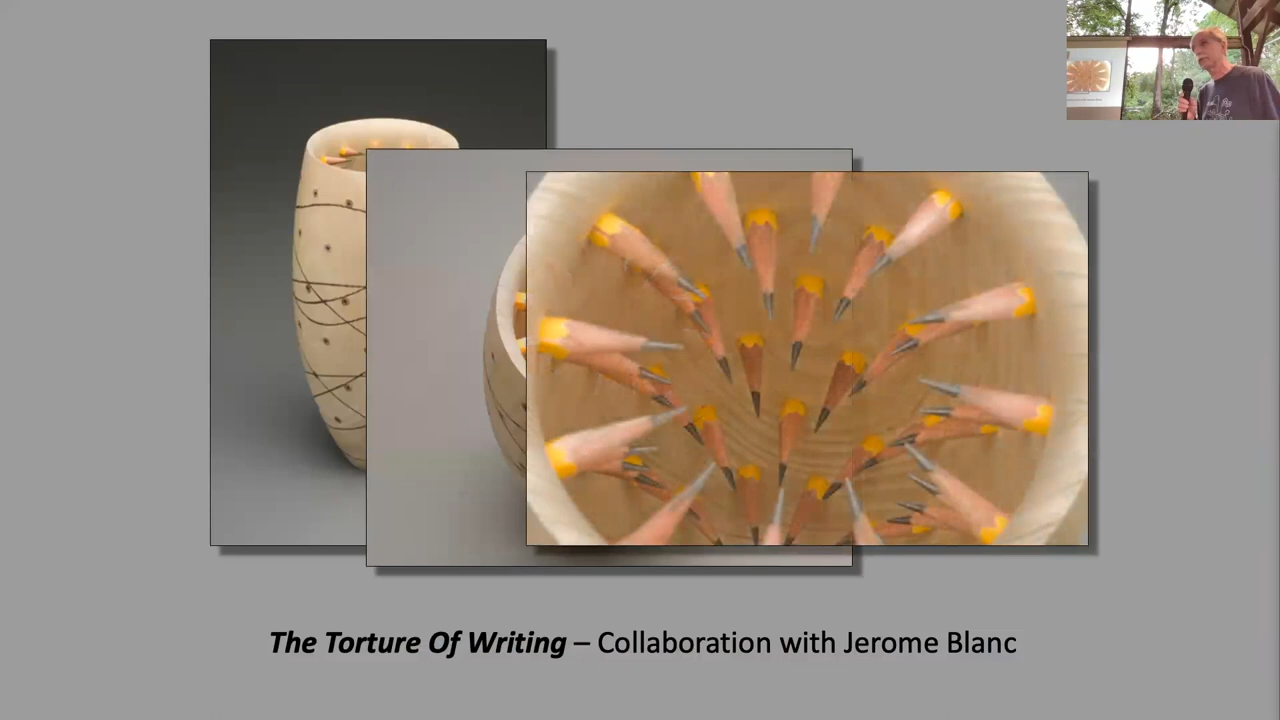 The Torture Of Writing – Collaboration with Jerome Blanc